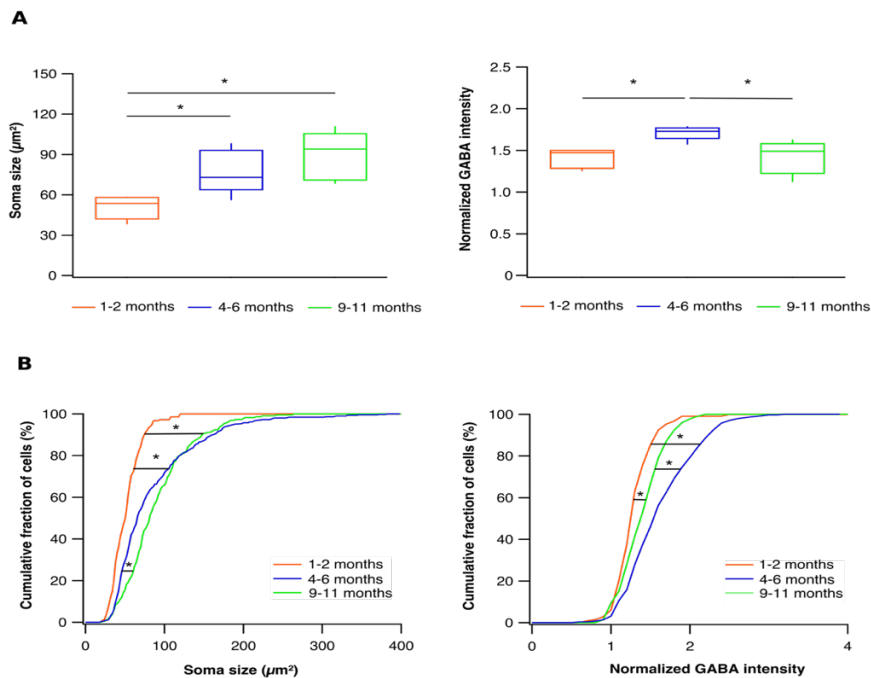 A
Soma size (µm²)
150
120
90
60
30
0
*
*
1-2 months 4-6 months 9-11 months
Normalized GABA intensity
2.5
2.0
1.5
1.0
0.5
0.0
* *
1-2 months 4-6 months 9-11 months
B
Cumulative fraction of cells (%)
100
80
60
40
20
0
*
*
*
1-2 months
4-6 months
9-11 months
0 100 200 300 400
Soma size (µm²)
Cumulative fraction of cells (%)
100
80
60
40
20
0
*
*
*
1-2 months
4-6 months
9-11 months
0 1 2 4
Normalized GABA intensity